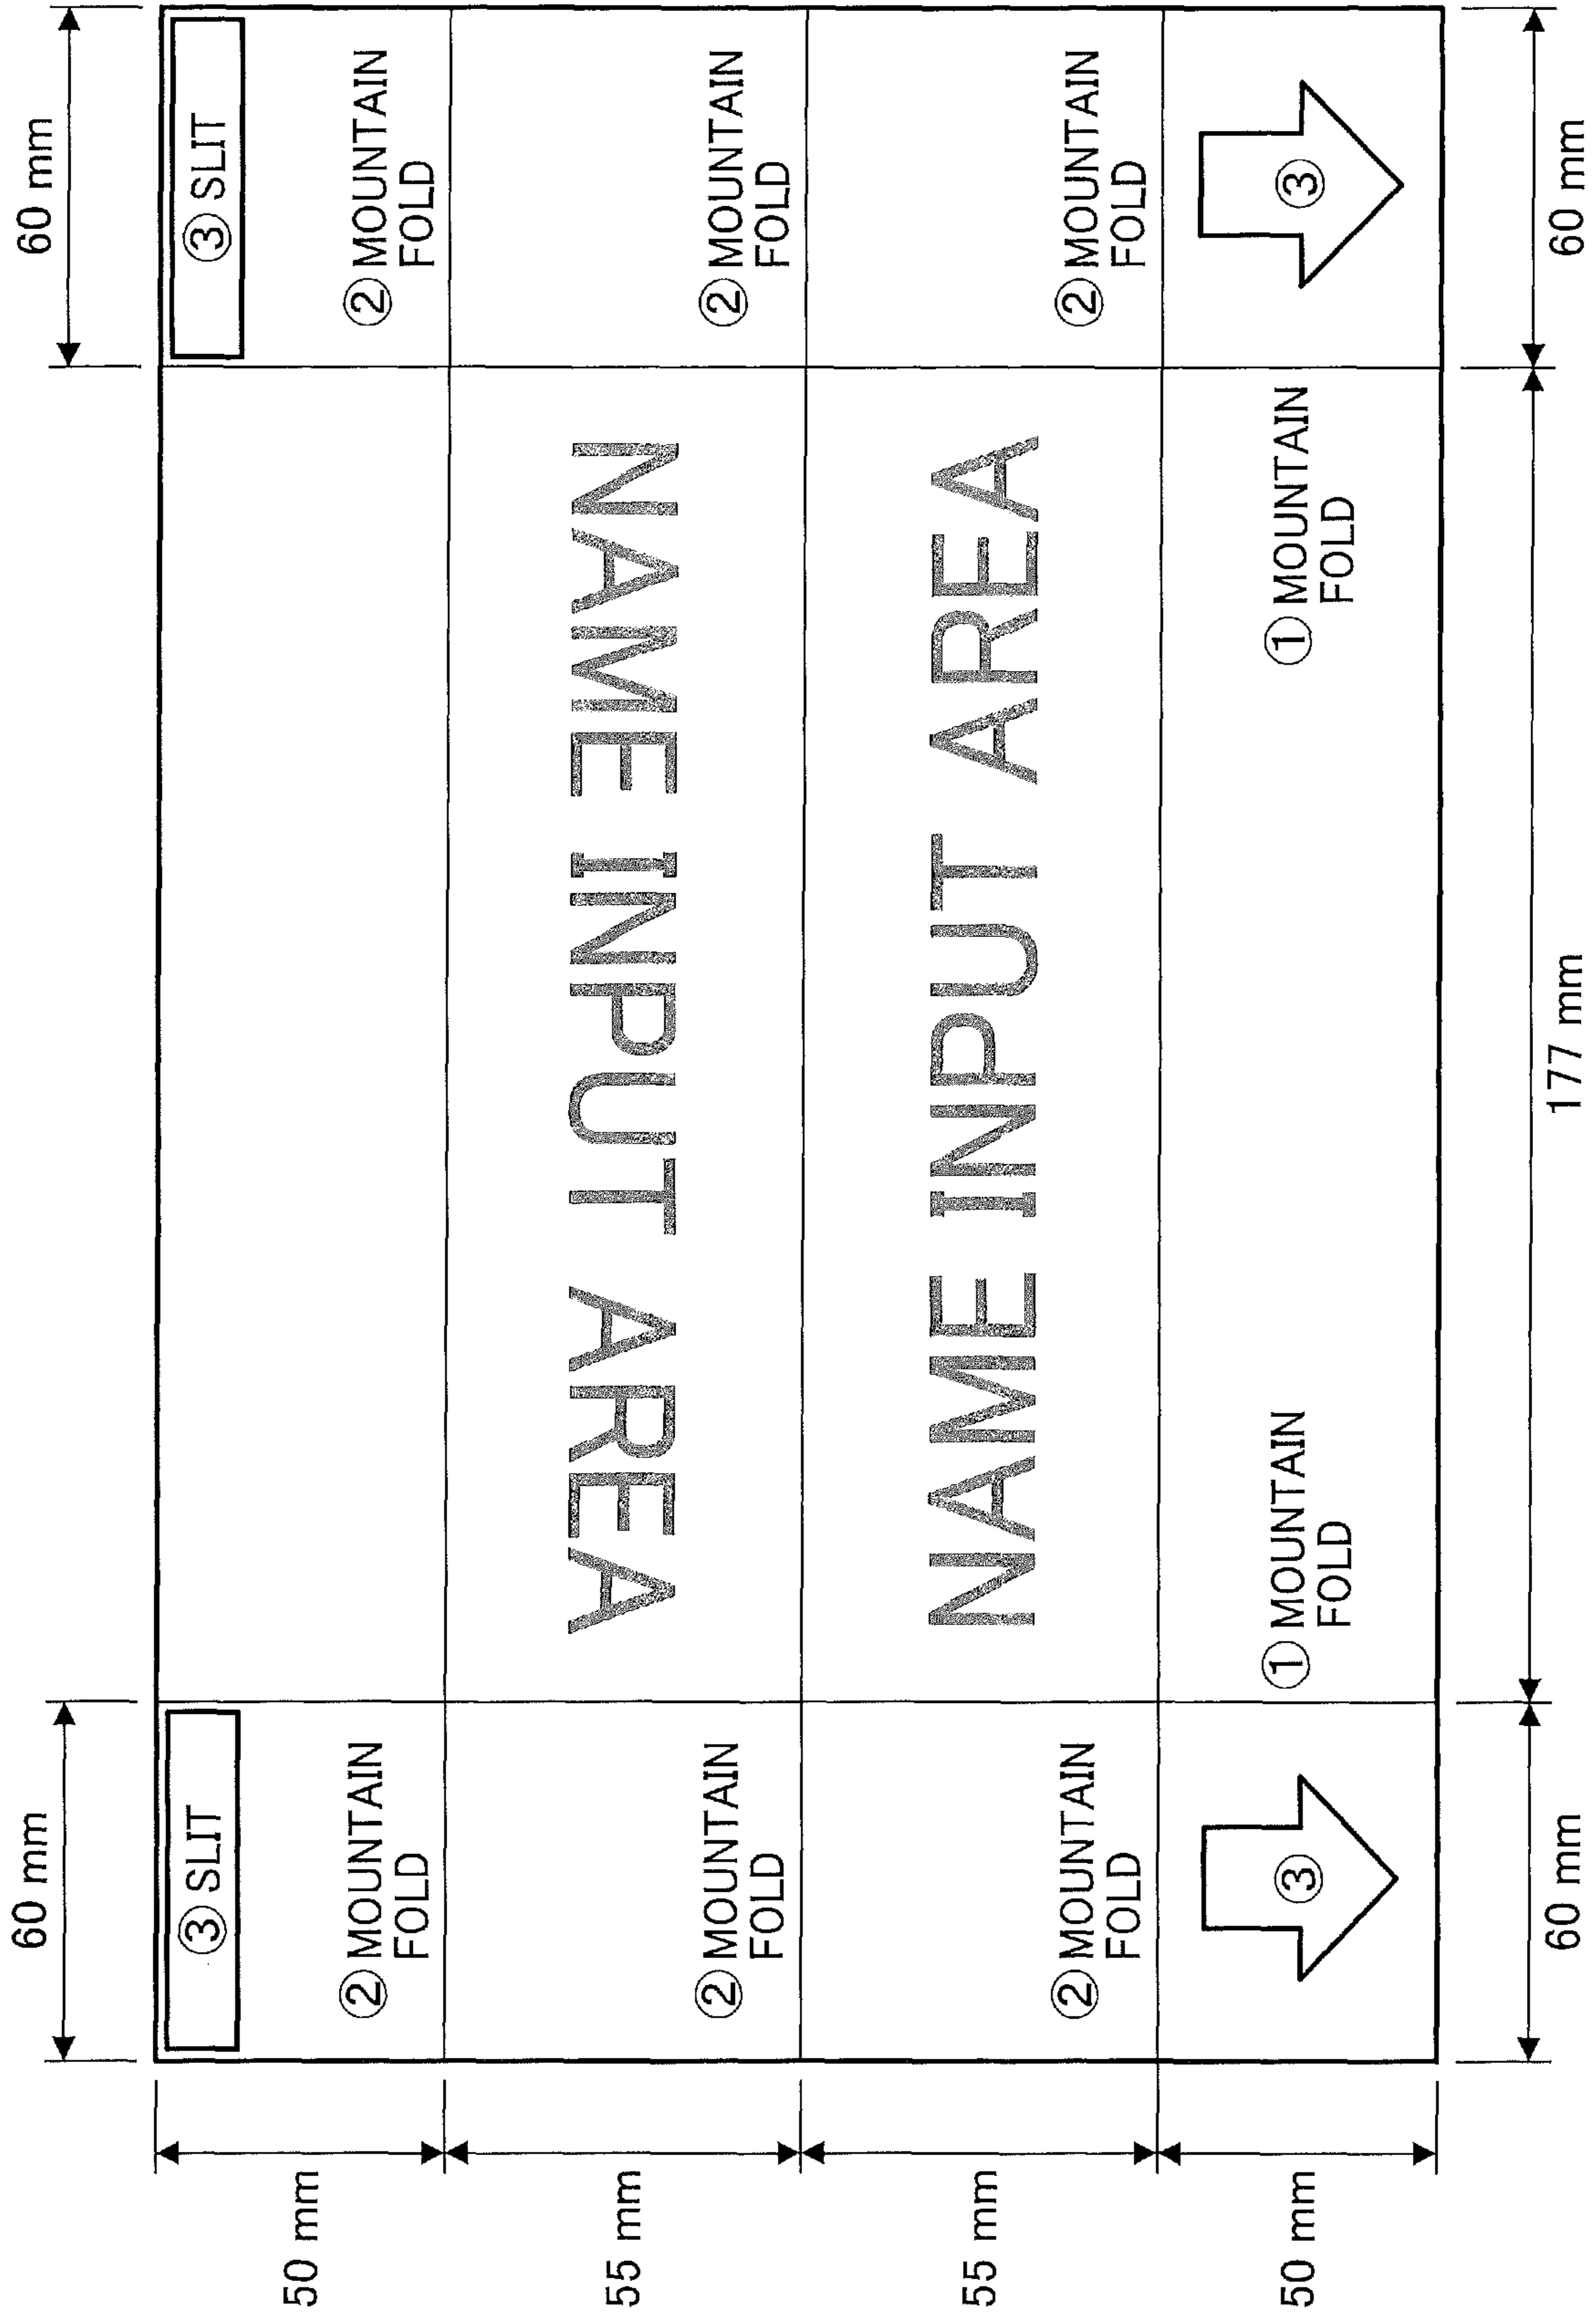 60 mm
60 mm
③ SLIT
③ SLIT
50 mm
② MOUNTAIN
FOLD
② MOUNTAIN
FOLD
NAME INPUT AREA
55 mm
② MOUNTAIN
FOLD
② MOUNTAIN
FOLD
NAME INPUT AREA
55 mm
② MOUNTAIN
FOLD
② MOUNTAIN
FOLD
50 mm
③
① MOUNTAIN
FOLD
① MOUNTAIN
FOLD
③
60 mm
177 mm
60 mm